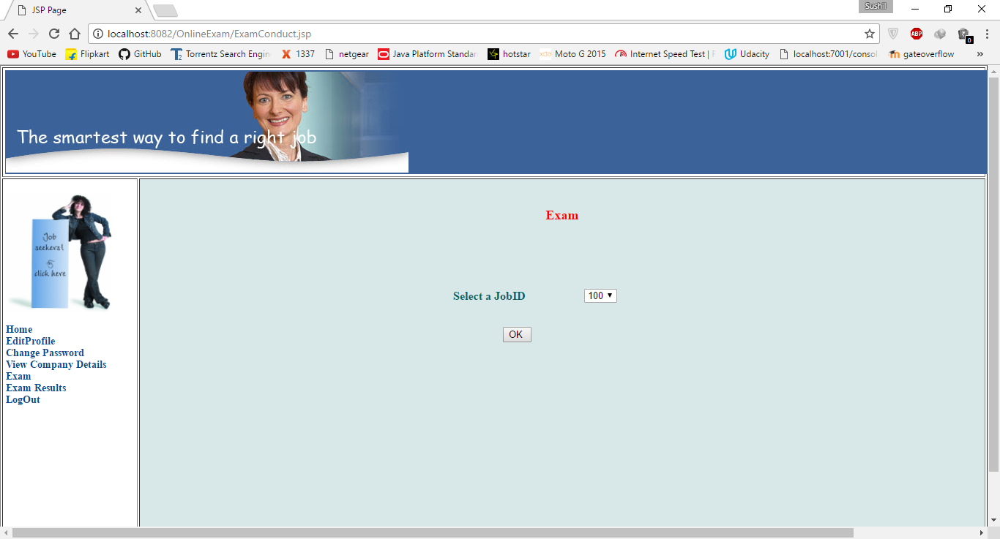 JSP Page
Sushil
localhost:8082/OnlineExam/ExamConduct.jsp
ABP
0
YouTube
Flipkart
GitHub
Torrentz Search Engin
1337
netgear
Java Platform Standar
hotstar
xda Moto G 2015
Internet Speed Test |
Udacity
localhost:7001/consol
gateoverflow
»
The smartest way to find a right job
Job
seekers!
click here
Home
EditProfile
Change Password
View Company Details
Exam
Exam Results
LogOut
Exam
Select a JobID 100
OK